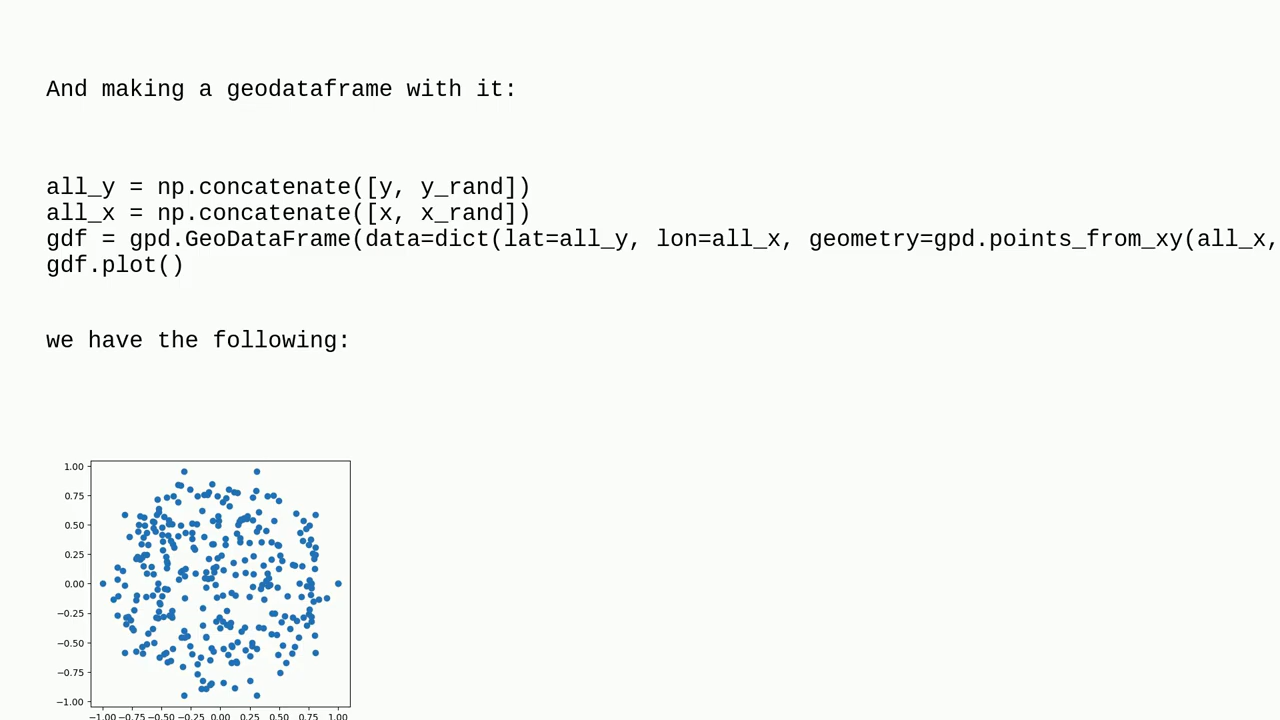 And making a geodataframe with it:
all_y = np.concatenate([y, y_rand])
all_x = np.concatenate([x, x_rand])
gdf = gpd.GeoDataFrame(data=dict(lat=all_y, lon=all_x, geometry=gpd.points_from_xy(all_x,
gdf.plot()
we have the following:
1.00
0.75
0.50
0.25
0.00
−0.25
−0.50
−0.75
−1.00
−1.00 −0.75 −0.50 −0.25 0.00 0.25 0.50 0.75 1.00